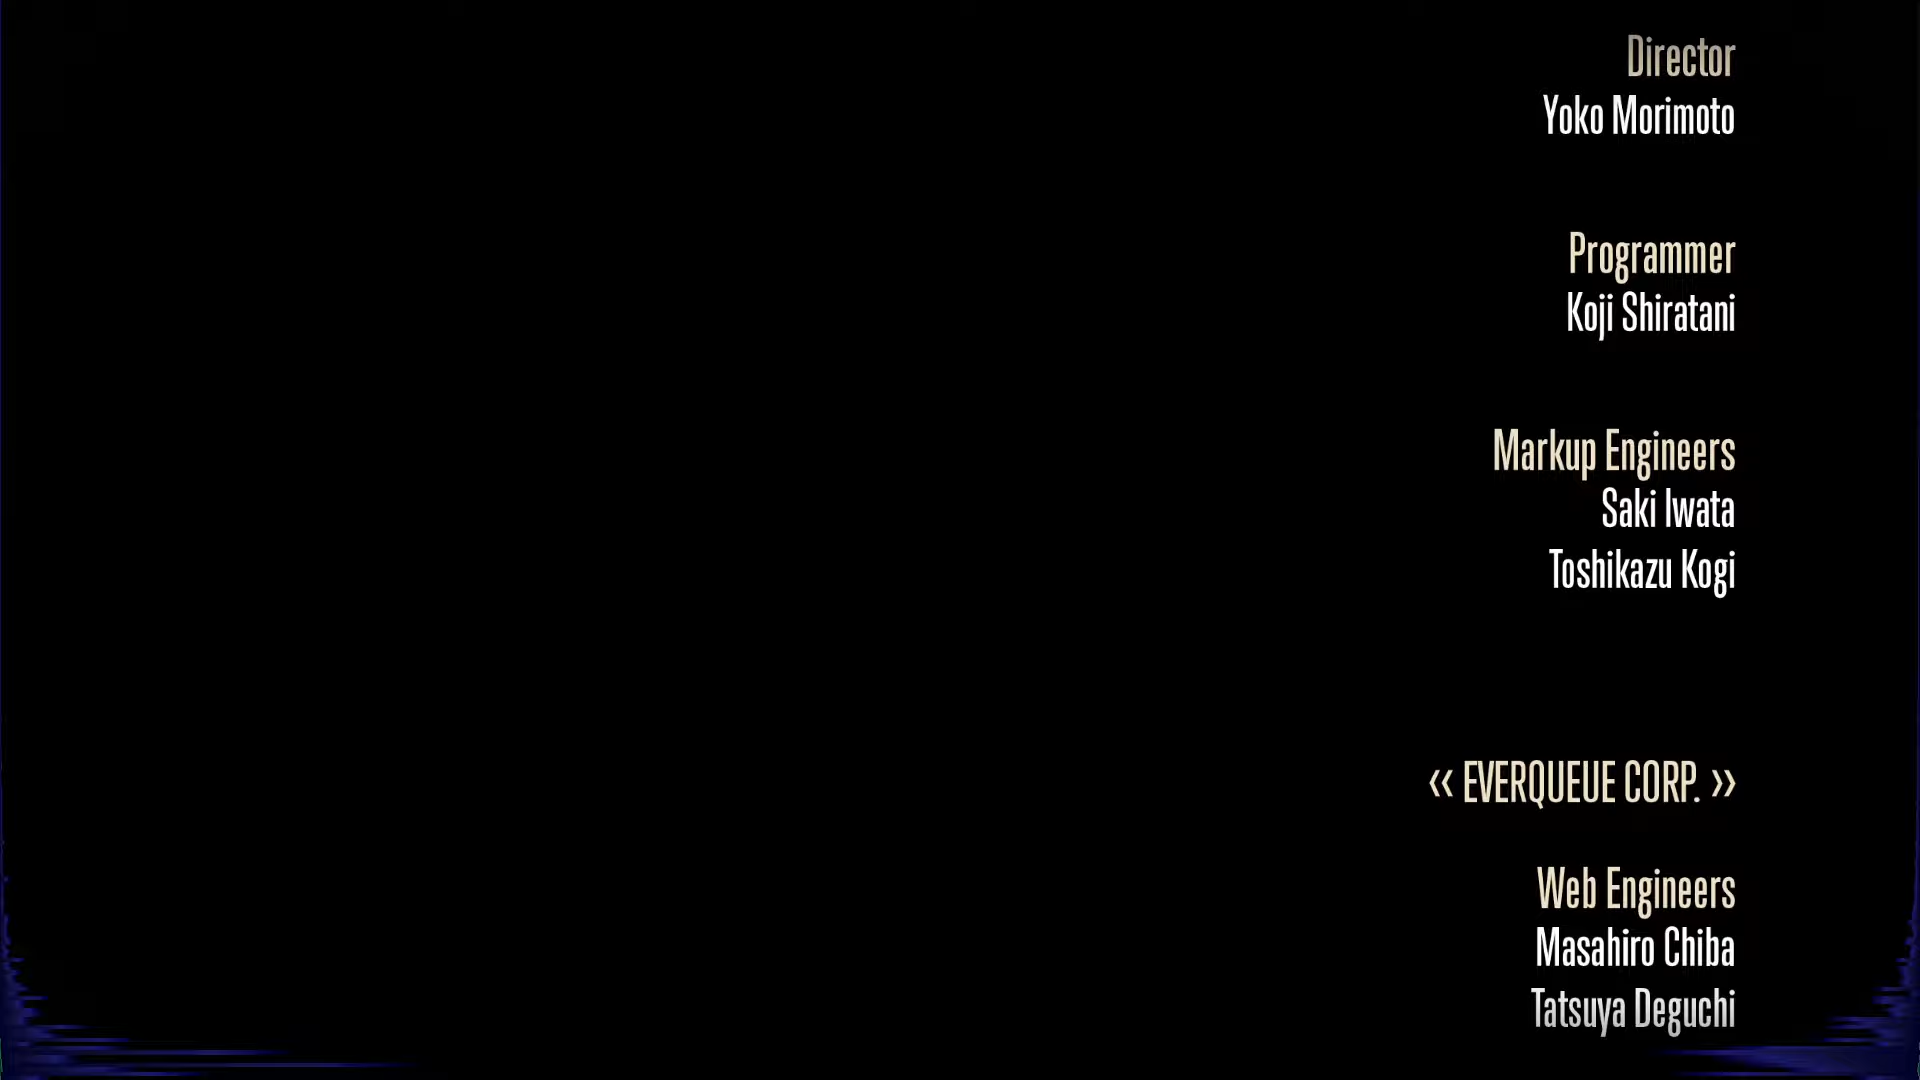 Director
Yoko Morimoto
Programmer
Koji Shiratani
Markup Engineers
Saki Iwata
Toshikazu Kogi
‹‹ EVERQUEUE CORP. ››
Web Engineers
Masahiro Chiba
Tatsuya Deguchi